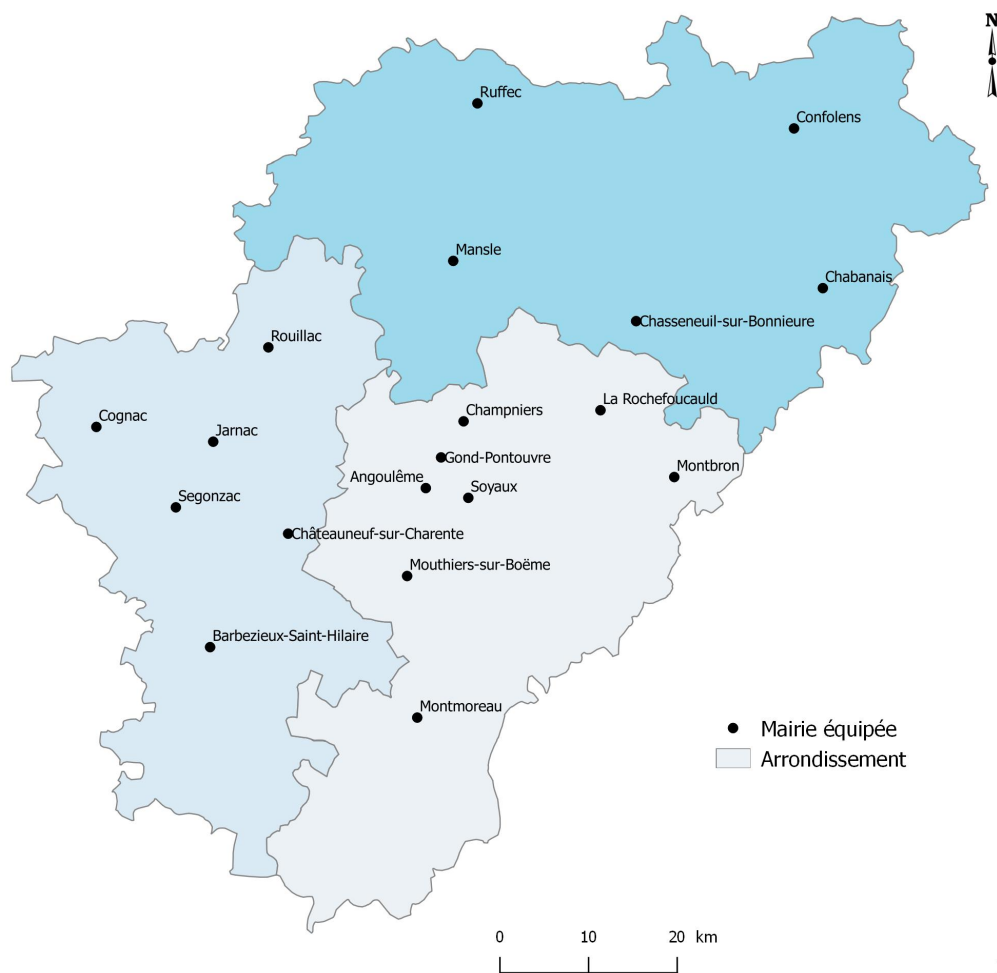 N
Ruffec
Confolens
Mansle
Chabanais
Chasseneuil-sur-Bonnieure
Rouillac
La Rochefoucauld
Champniers
Cognac
Jarnac
Gond-Pontouvre
Montbron
Angoulême
Soyaux
Segonzac
Châteauneuf-sur-Charente
Mouthiers-sur-Boëme
Barbezieux-Saint-Hilaire
Montmoreau
Mairie équipée
Arrondissement
0 10 20 km